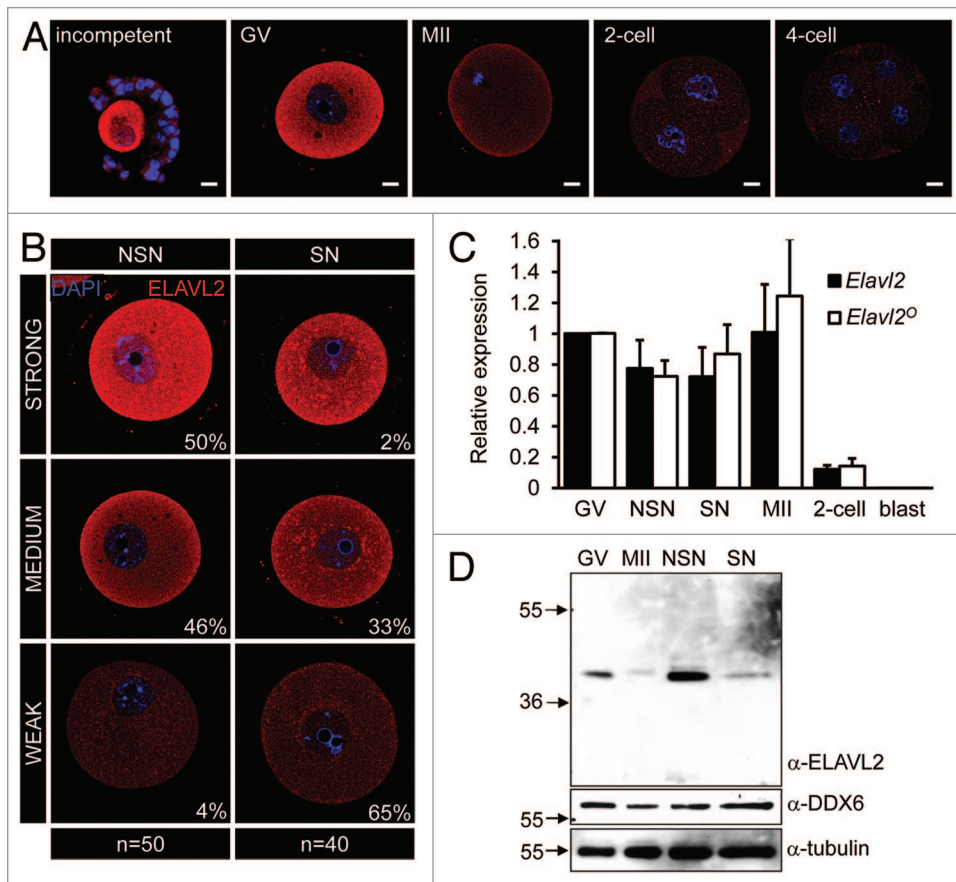 A
incompetent
GV
MII
2-cell
4-cell
B
NSN
SN
DAPI
ELAVL2
STRONG
50%
2%
MEDIUM
46%
33%
WEAK
4%
65%
n=50
n=40
C
Relative expression
1.6
1.4
1.2
1
0.8
0.6
0.4
0.2
0
Elavl2
Elavl2ᴼ
GV NSN SN MII 2-cell blast
D
GV MII NSN SN
55
36
α-ELAVL2
55
α-DDX6
55
α-tubulin